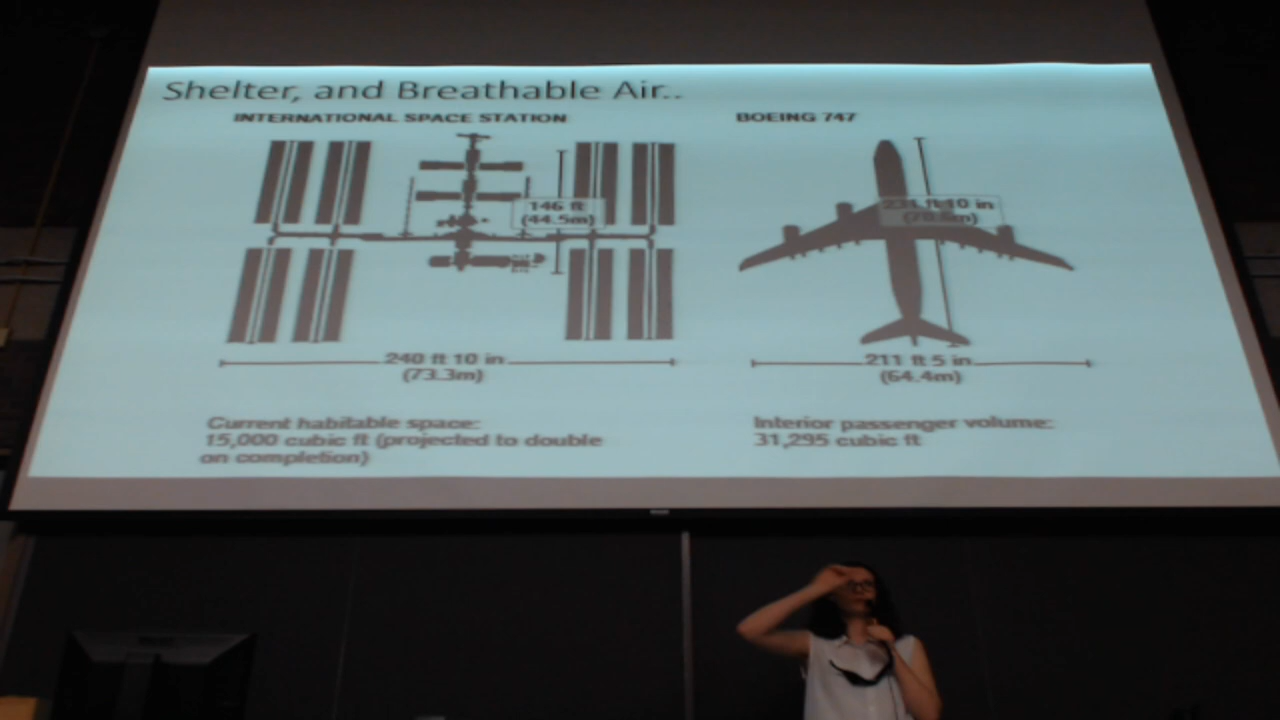 Shelter, and Breathable Air..
INTERNATIONAL SPACE STATION
BOEING 747
146 ft
(44.5m)
231 ft 10 in
240 ft 10 in
(73.3m)
211 ft 5 in
(64.4m)
Current habitable space:
15,000 cubic ft (projected to double
on completion)
Interior passenger volume:
31,295 cubic ft